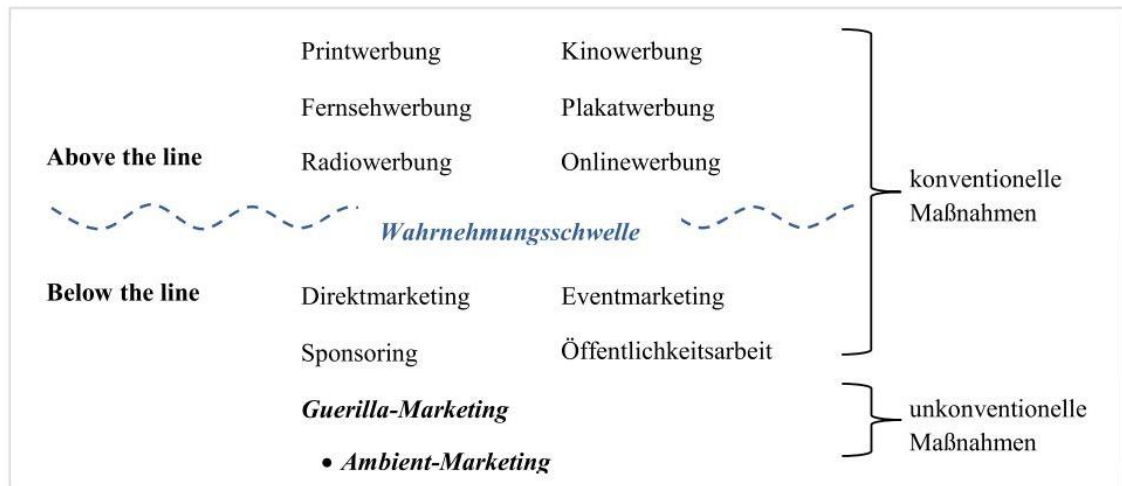 Printwerbung Kinowerbung
Fernsehwerbung Plakatwerbung
Above the line Radiowerbung Onlinewerbung
konventionelle
Maßnahmen
Wahrnehmungsschwelle
Below the line Direktmarketing Eventmarketing
Sponsoring Öffentlichkeitsarbeit
Guerilla-Marketing
unkonventionelle
Maßnahmen
• Ambient-Marketing